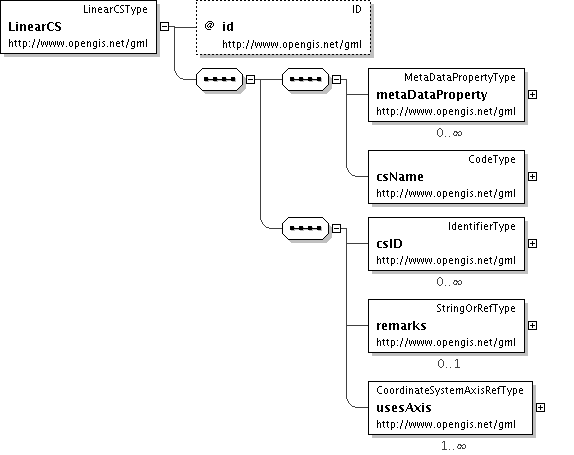 LinearCSType
LinearCS
http://www.opengis.net/gml
ID
@ id
http://www.opengis.net/gml
MetaDataPropertyType
metaDataProperty
http://www.opengis.net/gml
0..∞
CodeType
csName
http://www.opengis.net/gml
IdentifierType
csID
http://www.opengis.net/gml
0..∞
StringOrRefType
remarks
http://www.opengis.net/gml
0..1
CoordinateSystemAxisRefType
usesAxis
http://www.opengis.net/gml
1..∞